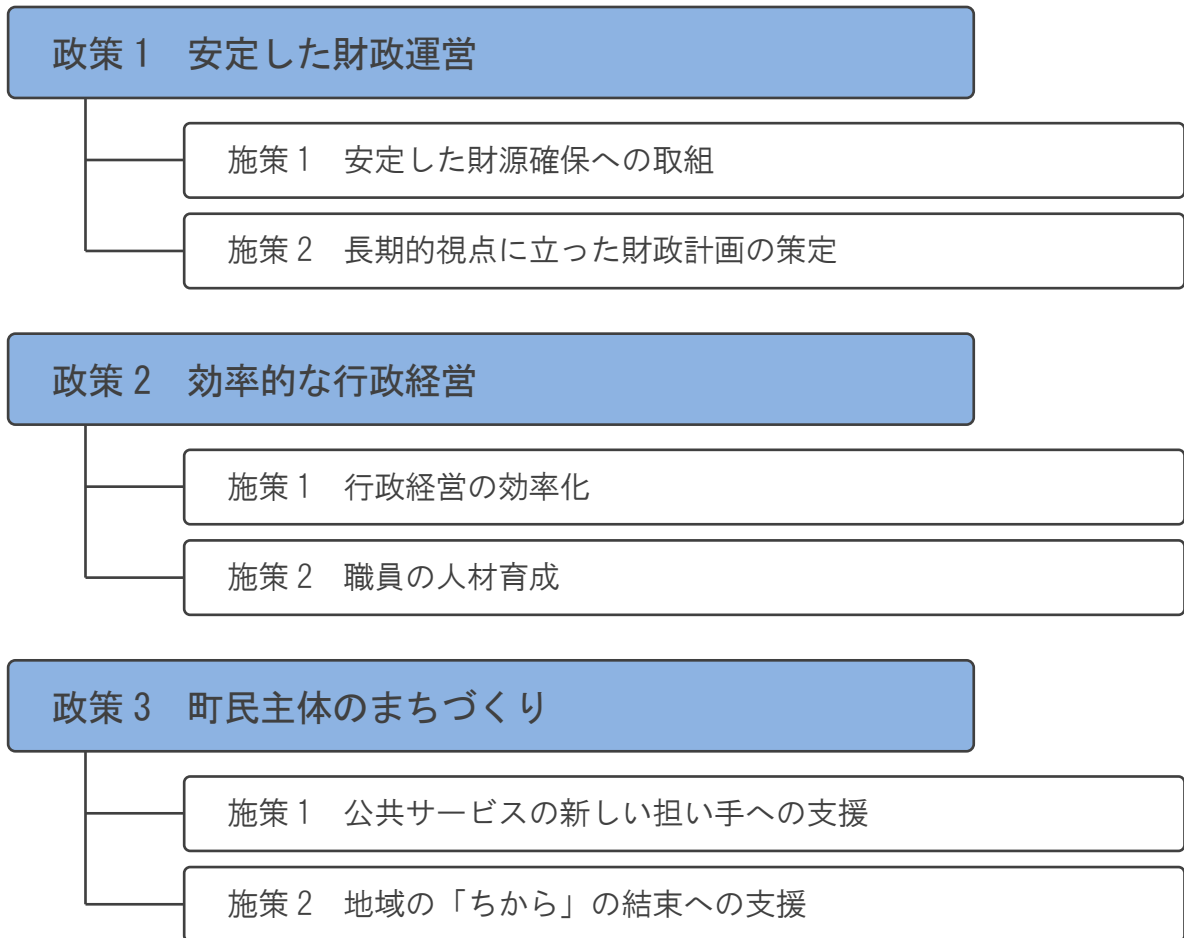 政策１　安定した財政運営
施策１　安定した財源確保への取組
施策２　長期的視点に立った財政計画の策定
政策２　効率的な行政経営
施策１　行政経営の効率化
施策２　職員の人材育成
政策３　町民主体のまちづくり
施策１　公共サービスの新しい担い手への支援
施策２　地域の「ちから」の結束への支援